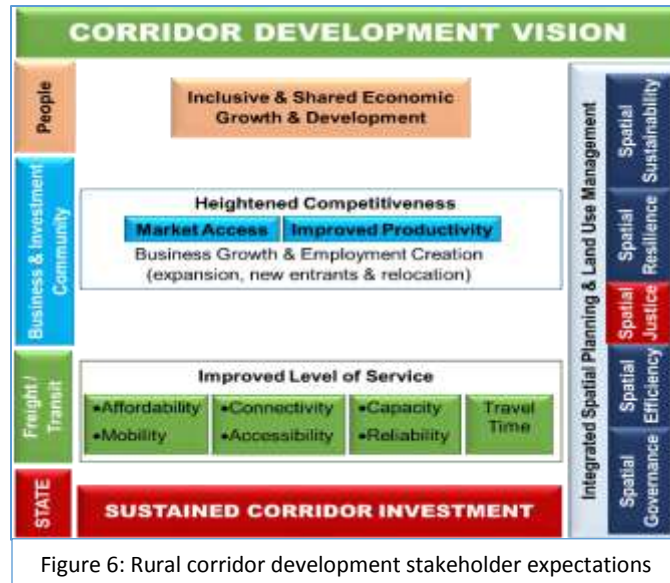 CORRIDOR DEVELOPMENT VISION
People
Inclusive & Shared Economic
Growth & Development
Business & Investment
Community
Heightened Competitiveness
Market Access
Improved Productivity
Business Growth & Employment Creation
(expansion, new entrants & relocation)
Freight /
Transit
Improved Level of Service
•Affordability
•Mobility
•Connectivity
•Accessibility
•Capacity
•Reliability
Travel
Time
STATE
SUSTAINED CORRIDOR INVESTMENT
Integrated Spatial Planning & Land Use Management
Spatial
Sustainability
Spatial
Resilience
Spatial
Justice
Spatial
Efficiency
Spatial
Governance
Figure 6: Rural corridor development stakeholder expectations